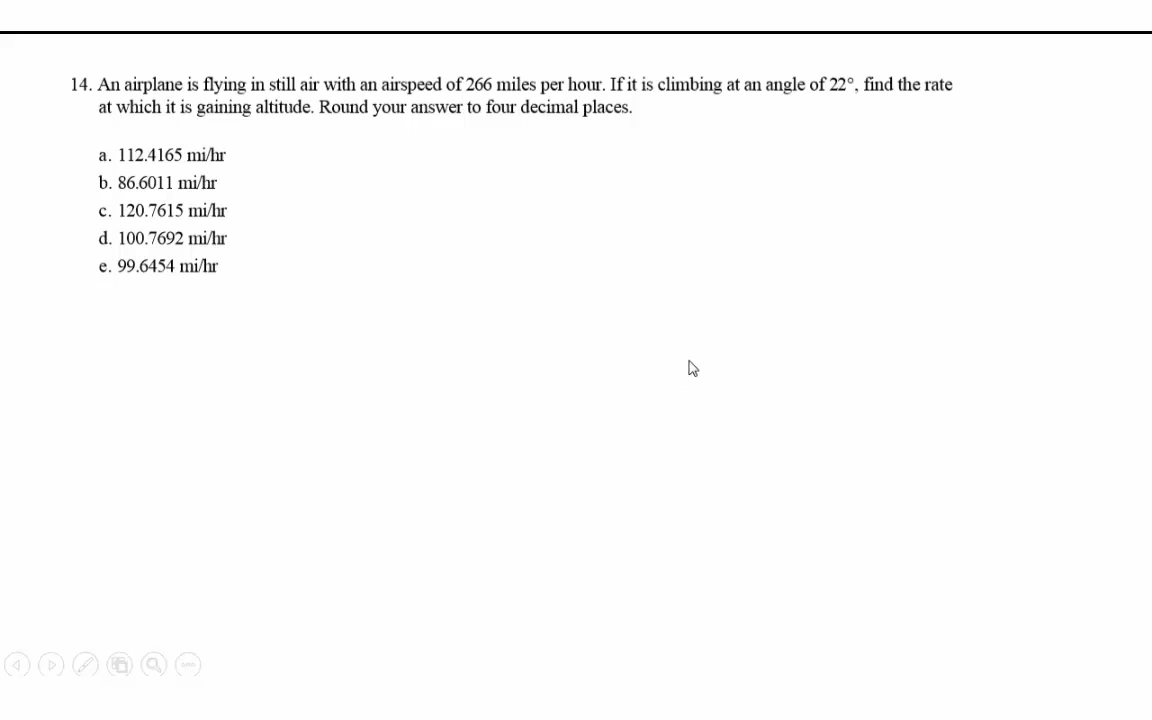 14. An airplane is flying in still air with an airspeed of 266 miles per hour. If it is climbing at an angle of 22°, find the rate
at which it is gaining altitude. Round your answer to four decimal places.
a. 112.4165 mi/hr
b. 86.6011 mi/hr
c. 120.7615 mi/hr
d. 100.7692 mi/hr
e. 99.6454 mi/hr